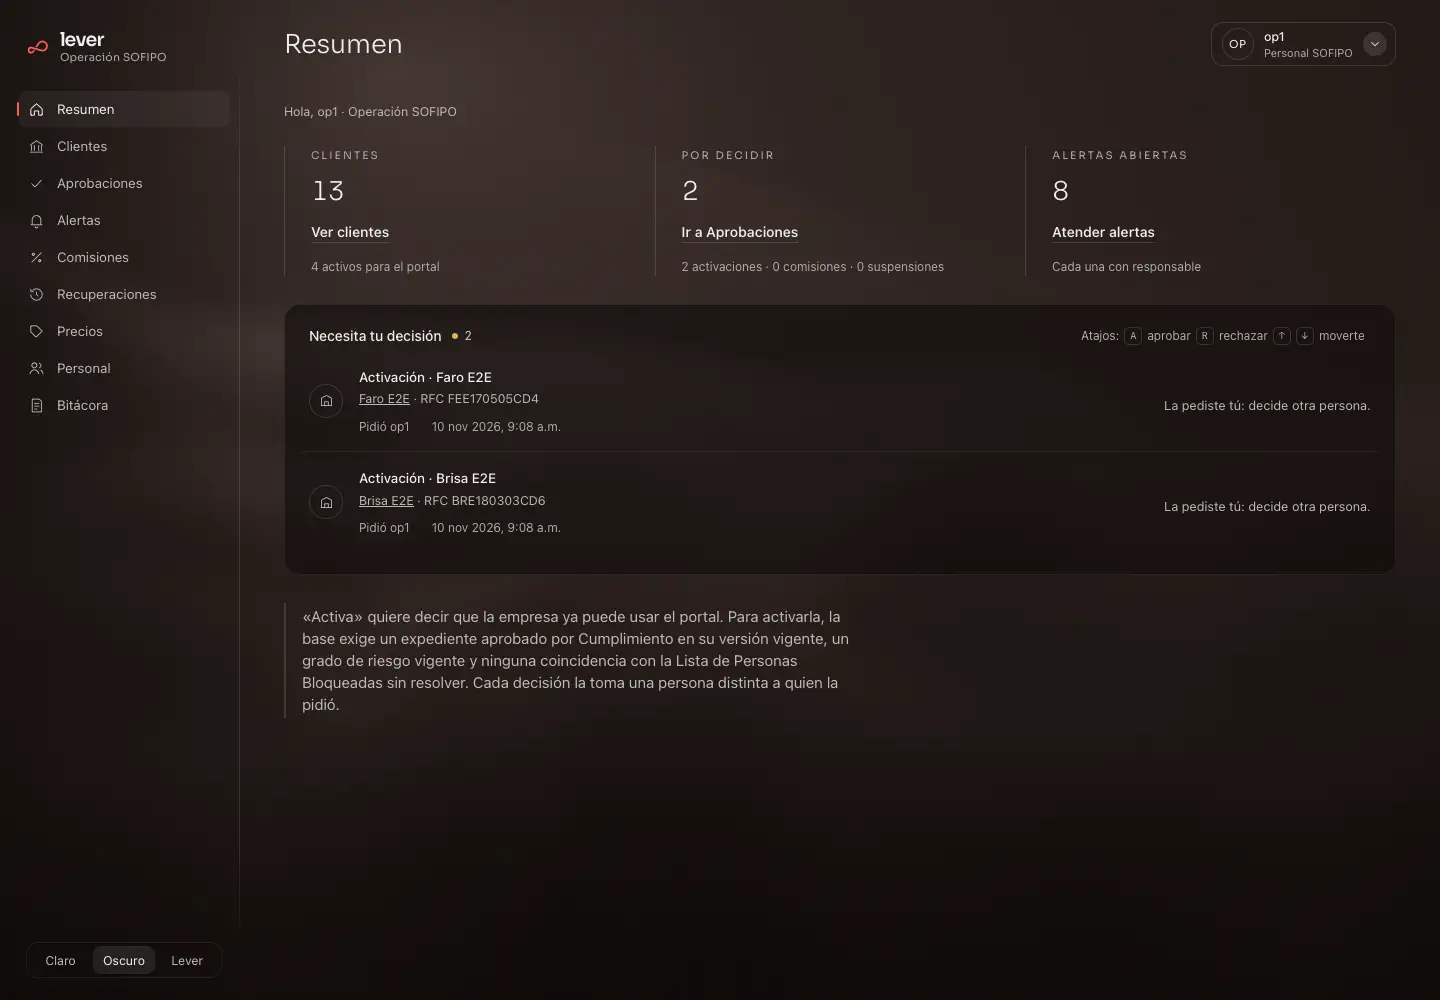 lever
Operación SOFIPO
Resumen
Clientes
Aprobaciones
Alertas
Comisiones
Recuperaciones
Precios
Personal
Bitácora
Claro Oscuro Lever
Resumen
OP
op1
Personal SOFIPO
Hola, op1 · Operación SOFIPO
CLIENTES
13
Ver clientes
4 activos para el portal
POR DECIDIR
2
Ir a Aprobaciones
2 activaciones · 0 comisiones · 0 suspensiones
ALERTAS ABIERTAS
8
Atender alertas
Cada una con responsable
Necesita tu decisión 2
Atajos: A aprobar R rechazar ↑ ↓ moverte
Activación · Faro E2E
Faro E2E · RFC FEE170505CD4
Pidió op1 10 nov 2026, 9:08 a.m.
La pediste tú: decide otra persona.
Activación · Brisa E2E
Brisa E2E · RFC BRE180303CD6
Pidió op1 10 nov 2026, 9:08 a.m.
La pediste tú: decide otra persona.
«Activa» quiere decir que la empresa ya puede usar el portal. Para activarla, la
base exige un expediente aprobado por Cumplimiento en su versión vigente, un
grado de riesgo vigente y ninguna coincidencia con la Lista de Personas
Bloqueadas sin resolver. Cada decisión la toma una persona distinta a quien la
pidió.